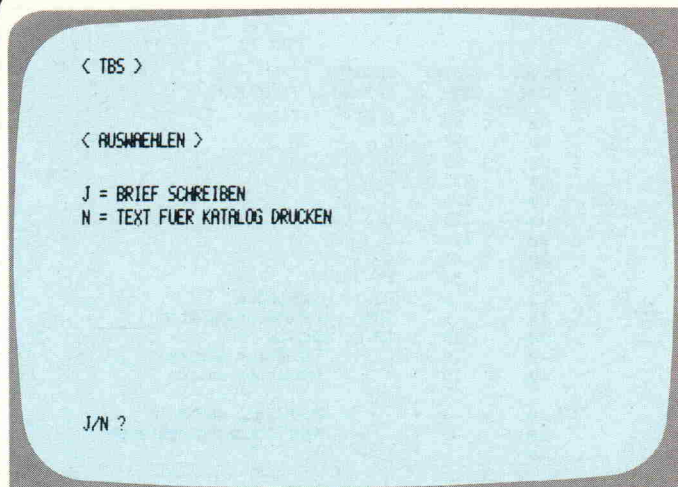 < TBS >
< AUSWAEHLEN >
J = BRIEF SCHREIBEN
N = TEXT FUER KATALOG DRUCKEN
J/N ?